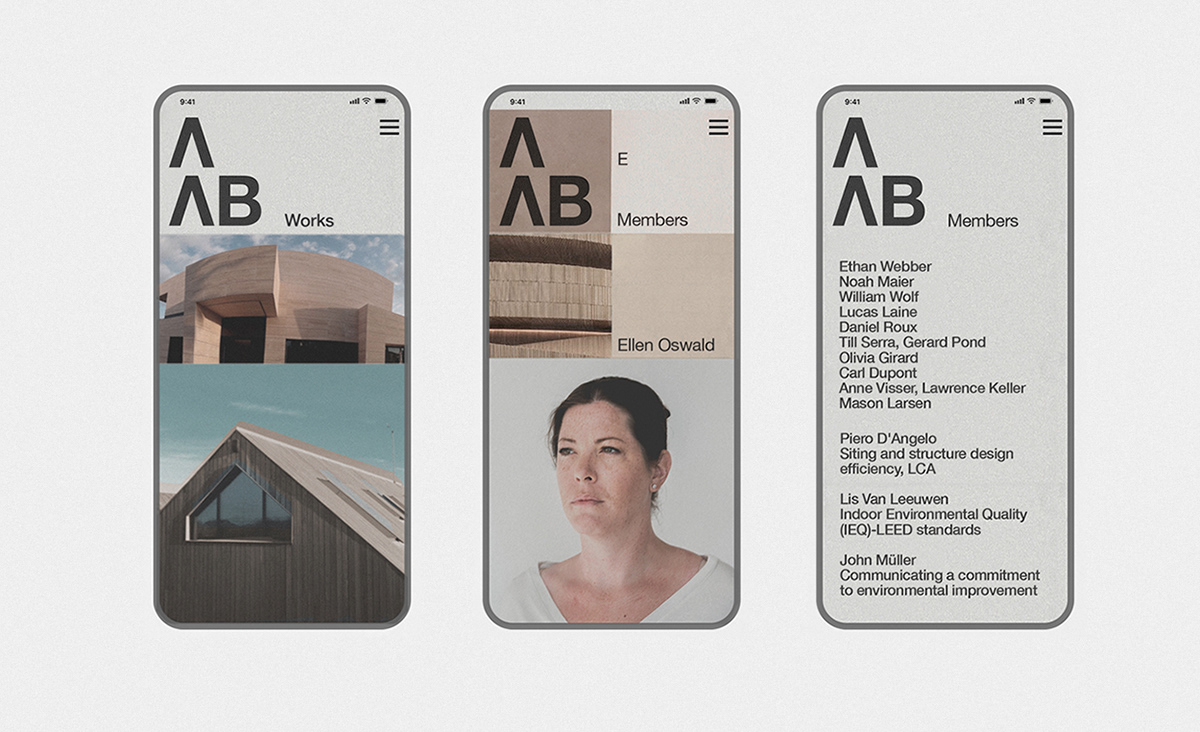 9:41
Λ
ΛB
Works
9:41
Λ
ΛB
E
Members
Ellen Oswald
9:41
Λ
ΛB
Members
Ethan Webber
Noah Maier
William Wolf
Lucas Laine
Daniel Roux
Till Serra, Gerard Pond
Olivia Girard
Carl Dupont
Anne Visser, Lawrence Keller
Mason Larsen
Piero D'Angelo
Siting and structure design
efficiency, LCA
Lis Van Leeuwen
Indoor Environmental Quality
(IEQ)-LEED standards
John Müller
Communicating a commitment
to environmental improvement